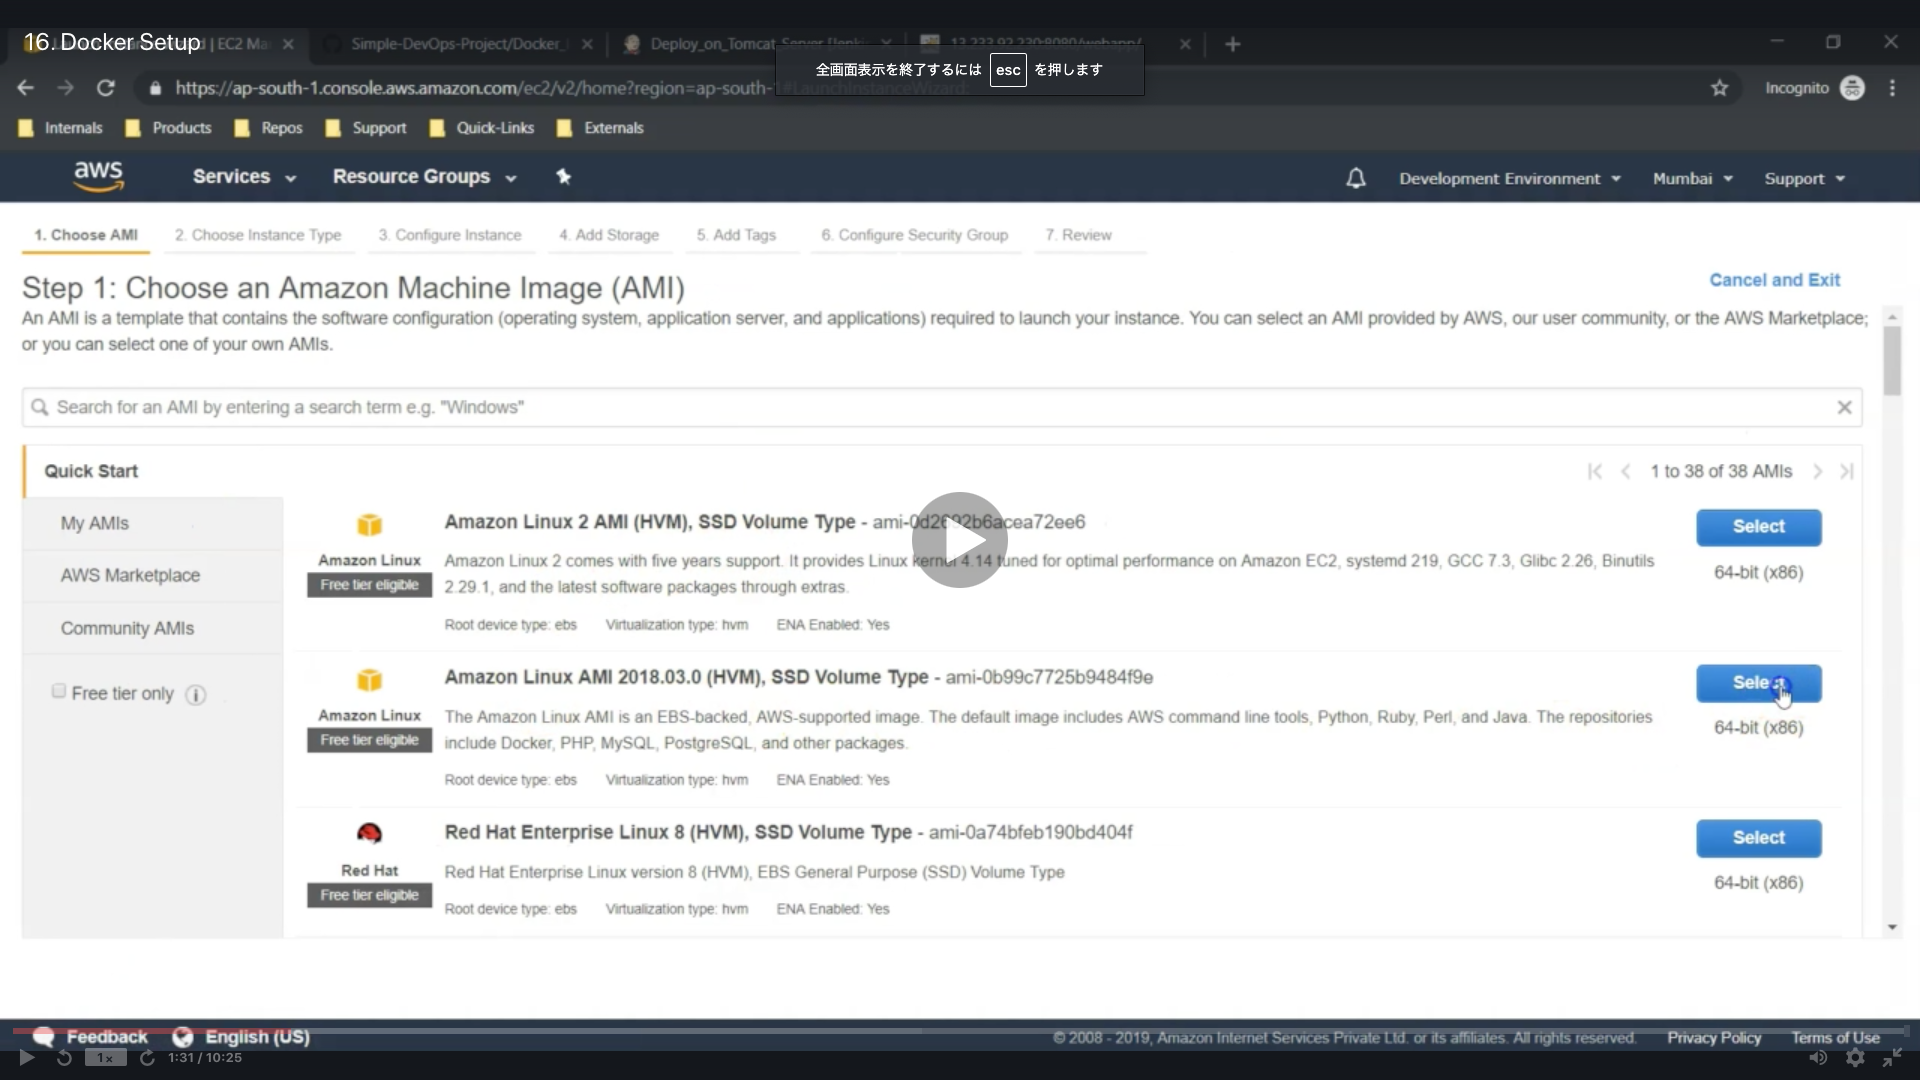 16. Docker Setup
| EC2 Ma
Simple-DevOps-Project/Docker_
Deploy_on_Tomcat_Server [Jenki
13.233.92.230:8080/webapp/
全画面表示を終了するには esc を押します
https://ap-south-1.console.aws.amazon.com/ec2/v2/home?region=ap-south-1#LaunchInstanceWizard:
Incognito
Internals Products Repos Support Quick-Links Externals
aws Services Resource Groups Development Environment Mumbai Support
1. Choose AMI 2. Choose Instance Type 3. Configure Instance 4. Add Storage 5. Add Tags 6. Configure Security Group 7. Review
Step 1: Choose an Amazon Machine Image (AMI)
Cancel and Exit
An AMI is a template that contains the software configuration (operating system, application server, and applications) required to launch your instance. You can select an AMI provided by AWS, our user community, or the AWS Marketplace;
or you can select one of your own AMIs.
Search for an AMI by entering a search term e.g. "Windows"
Quick Start
My AMIs
AWS Marketplace
Community AMIs
Free tier only
1 to 38 of 38 AMIs
Amazon Linux
Free tier eligible
Amazon Linux 2 AMI (HVM), SSD Volume Type - ami-0d2692b6acea72ee6
Amazon Linux 2 comes with five years support. It provides Linux kernel 4.14 tuned for optimal performance on Amazon EC2, systemd 219, GCC 7.3, Glibc 2.26, Binutils
2.29.1, and the latest software packages through extras.
Root device type: ebs Virtualization type: hvm ENA Enabled: Yes
Select
64-bit (x86)
Amazon Linux
Free tier eligible
Amazon Linux AMI 2018.03.0 (HVM), SSD Volume Type - ami-0b99c7725b9484f9e
The Amazon Linux AMI is an EBS-backed, AWS-supported image. The default image includes AWS command line tools, Python, Ruby, Perl, and Java. The repositories
include Docker, PHP, MySQL, PostgreSQL, and other packages.
Root device type: ebs Virtualization type: hvm ENA Enabled: Yes
Select
64-bit (x86)
Red Hat
Free tier eligible
Red Hat Enterprise Linux 8 (HVM), SSD Volume Type - ami-0a74bfeb190bd404f
Red Hat Enterprise Linux version 8 (HVM), EBS General Purpose (SSD) Volume Type
Root device type: ebs Virtualization type: hvm ENA Enabled: Yes
Select
64-bit (x86)
Feedback English (US)
© 2008 - 2019, Amazon Internet Services Private Ltd. or its affiliates. All rights reserved. Privacy Policy Terms of Use
1x 1:31 / 10:25